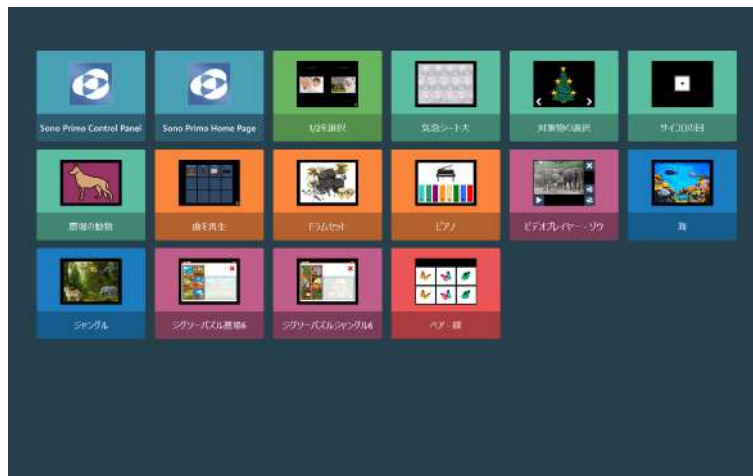 Sono Primo Control Panel
Sono Primo Home Page
1/2を選択
気泡シート大
対象物の選択
サイコロの目
農場の動物
曲を再生
ドラムセット
ピアノ
ビデオプレイヤー - ゾウ
海
ジャングル
ジグソーパズル農場6
ジグソーパズルジャングル6
ペア - 蝶